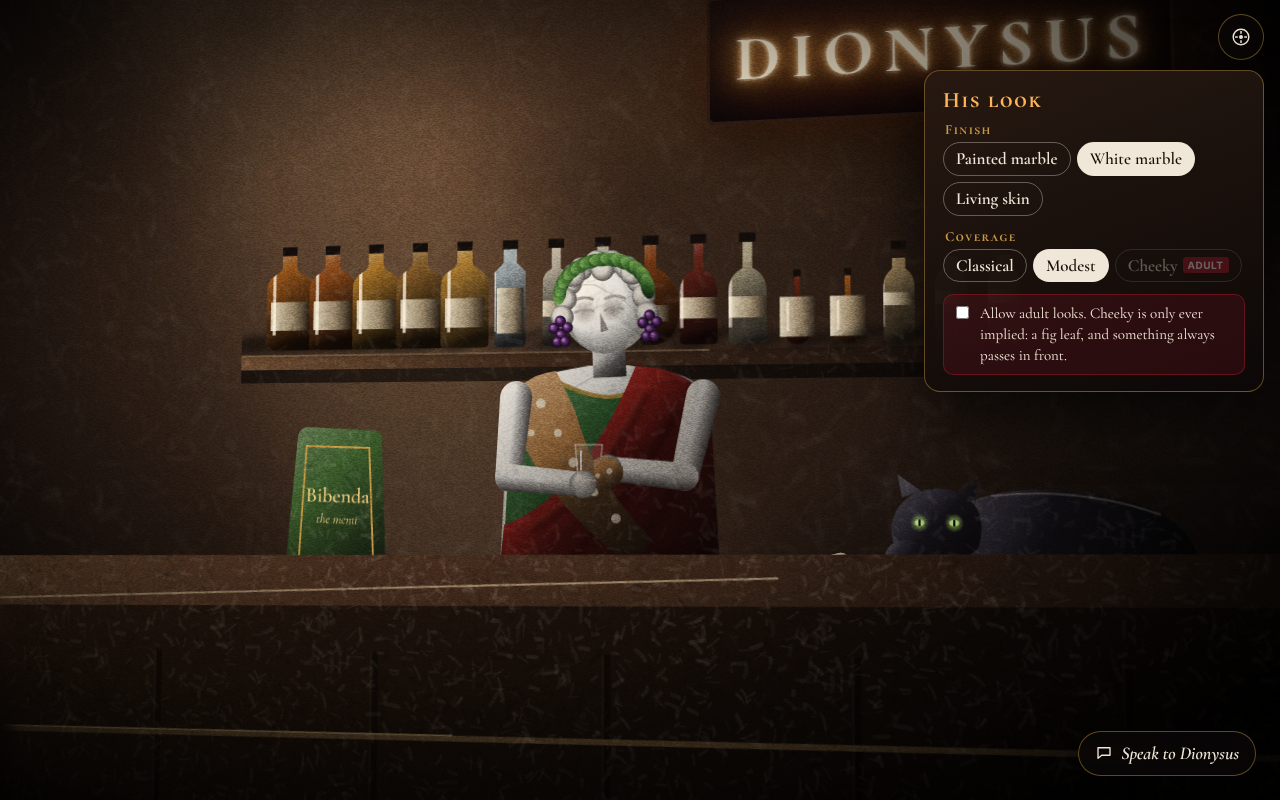 DIONYSUS
His look
Finish
Painted marble
White marble
Living skin
Coverage
Classical
Modest
Cheeky ADULT
Allow adult looks. Cheeky is only ever
implied: a fig leaf, and something always
passes in front.
Bibenda
the menu
Speak to Dionysus